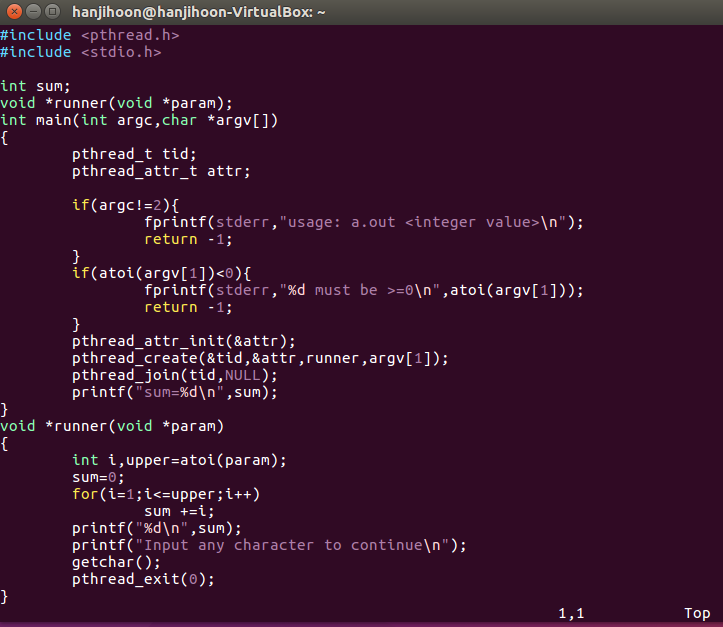 hanjihoon@hanjihoon-VirtualBox: ~
#include <pthread.h>
#include <stdio.h>

int sum;
void *runner(void *param);
int main(int argc,char *argv[])
{
        pthread_t tid;
        pthread_attr_t attr;

        if(argc!=2){
                fprintf(stderr,"usage: a.out <integer value>\n");
                return -1;
        }
        if(atoi(argv[1])<0){
                fprintf(stderr,"%d must be >=0\n",atoi(argv[1]));
                return -1;
        }
        pthread_attr_init(&attr);
        pthread_create(&tid,&attr,runner,argv[1]);
        pthread_join(tid,NULL);
        printf("sum=%d\n",sum);
}
void *runner(void *param)
{
        int i,upper=atoi(param);
        sum=0;
        for(i=1;i<=upper;i++)
                sum +=i;
        printf("%d\n",sum);
        printf("Input any character to continue\n");
        getchar();
        pthread_exit(0);
}
1,1 Top